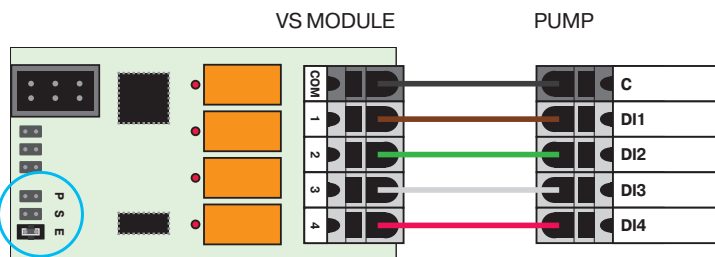 VS MODULE PUMP
COM C
1 DI1
2 DI2
3 DI3
4 DI4
P
S
E